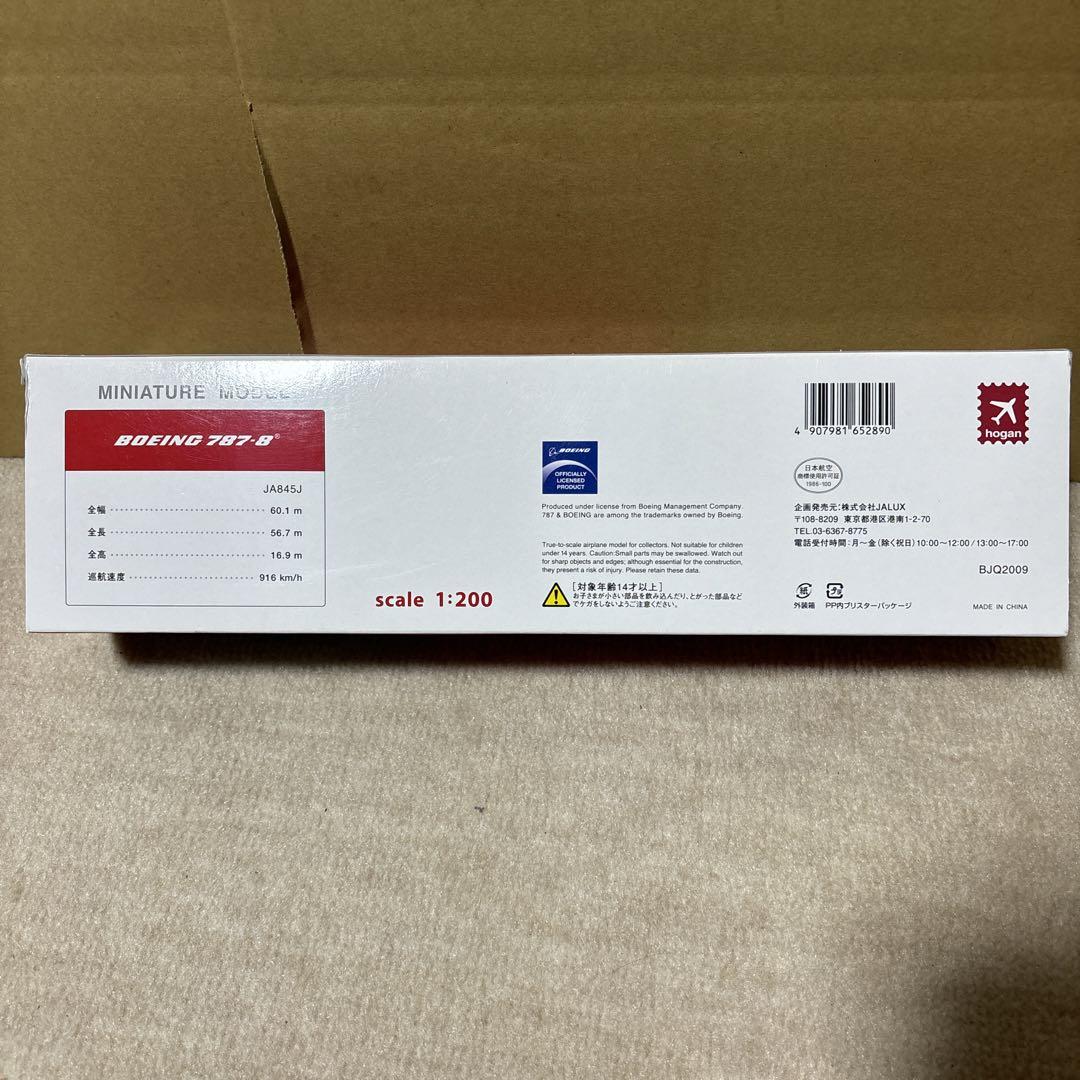 MINIATURE MODEL
BOEING 787-8®
JA845J
全幅 60.1 m
全長 56.7 m
全高 16.9 m
巡航速度 916 km/h
scale 1:200
BOEING
OFFICIALLY
LICENSED
PRODUCT
Produced under license from Boeing Management Company.
787 & BOEING are among the trademarks owned by Boeing.
True-to-scale airplane model for collectors. Not suitable for children
under 14 years. Caution:Small parts may be swallowed. Watch out
for sharp objects and edges; although essential for the construction,
they present a risk of injury. Please retain these data.
[対象年齢14才以上]
お子さまが小さい部品を飲み込んだり、とがった部品など
でケガをしないようご注意ください。
4 907981 652890
hogan
日本航空
商標使用許可証
1986-100
企画発売元:株式会社JALUX
〒108-8209 東京都港区港南1-2-70
TEL.03-6367-8775
電話受付時間:月～金(除く祝日)10:00～12:00/13:00～17:00
BJQ2009
紙
外装箱
プラ
PP内ブリスターパッケージ
MADE IN CHINA